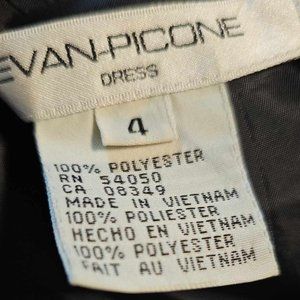 EVAN-PICONE
DRESS
4
100% POLYESTER
RN 54050
CA 08349
MADE IN VIETNAM
100% POLIESTER
HECHO EN VIETNAM
100% POLYESTER
FAIT AU VIETNAM